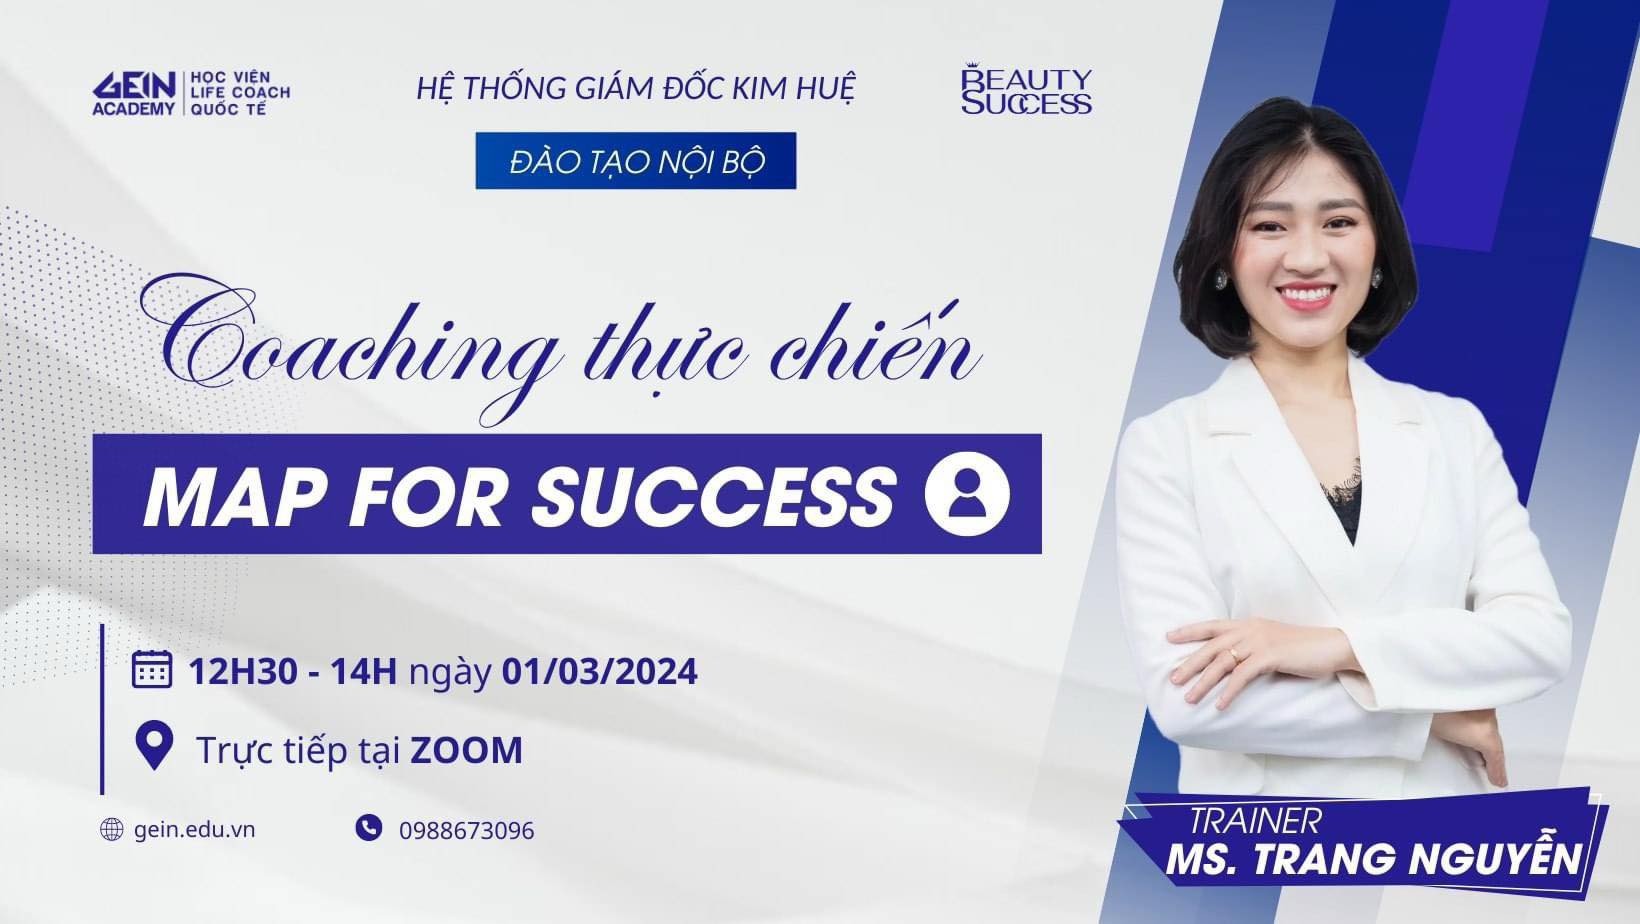 GEIN
ACADEMY
HỌC VIỆN
LIFE COACH
QUỐC TẾ
HỆ THỐNG GIÁM ĐỐC KIM HUỆ
ĐÀO TẠO NỘI BỘ
BEAUTY
SUCCESS
Coaching thực chiến
MAP FOR SUCCESS
12H30 - 14H ngày 01/03/2024
Trực tiếp tại ZOOM
gein.edu.vn
0988673096
TRAINER
MS. TRANG NGUYỄN